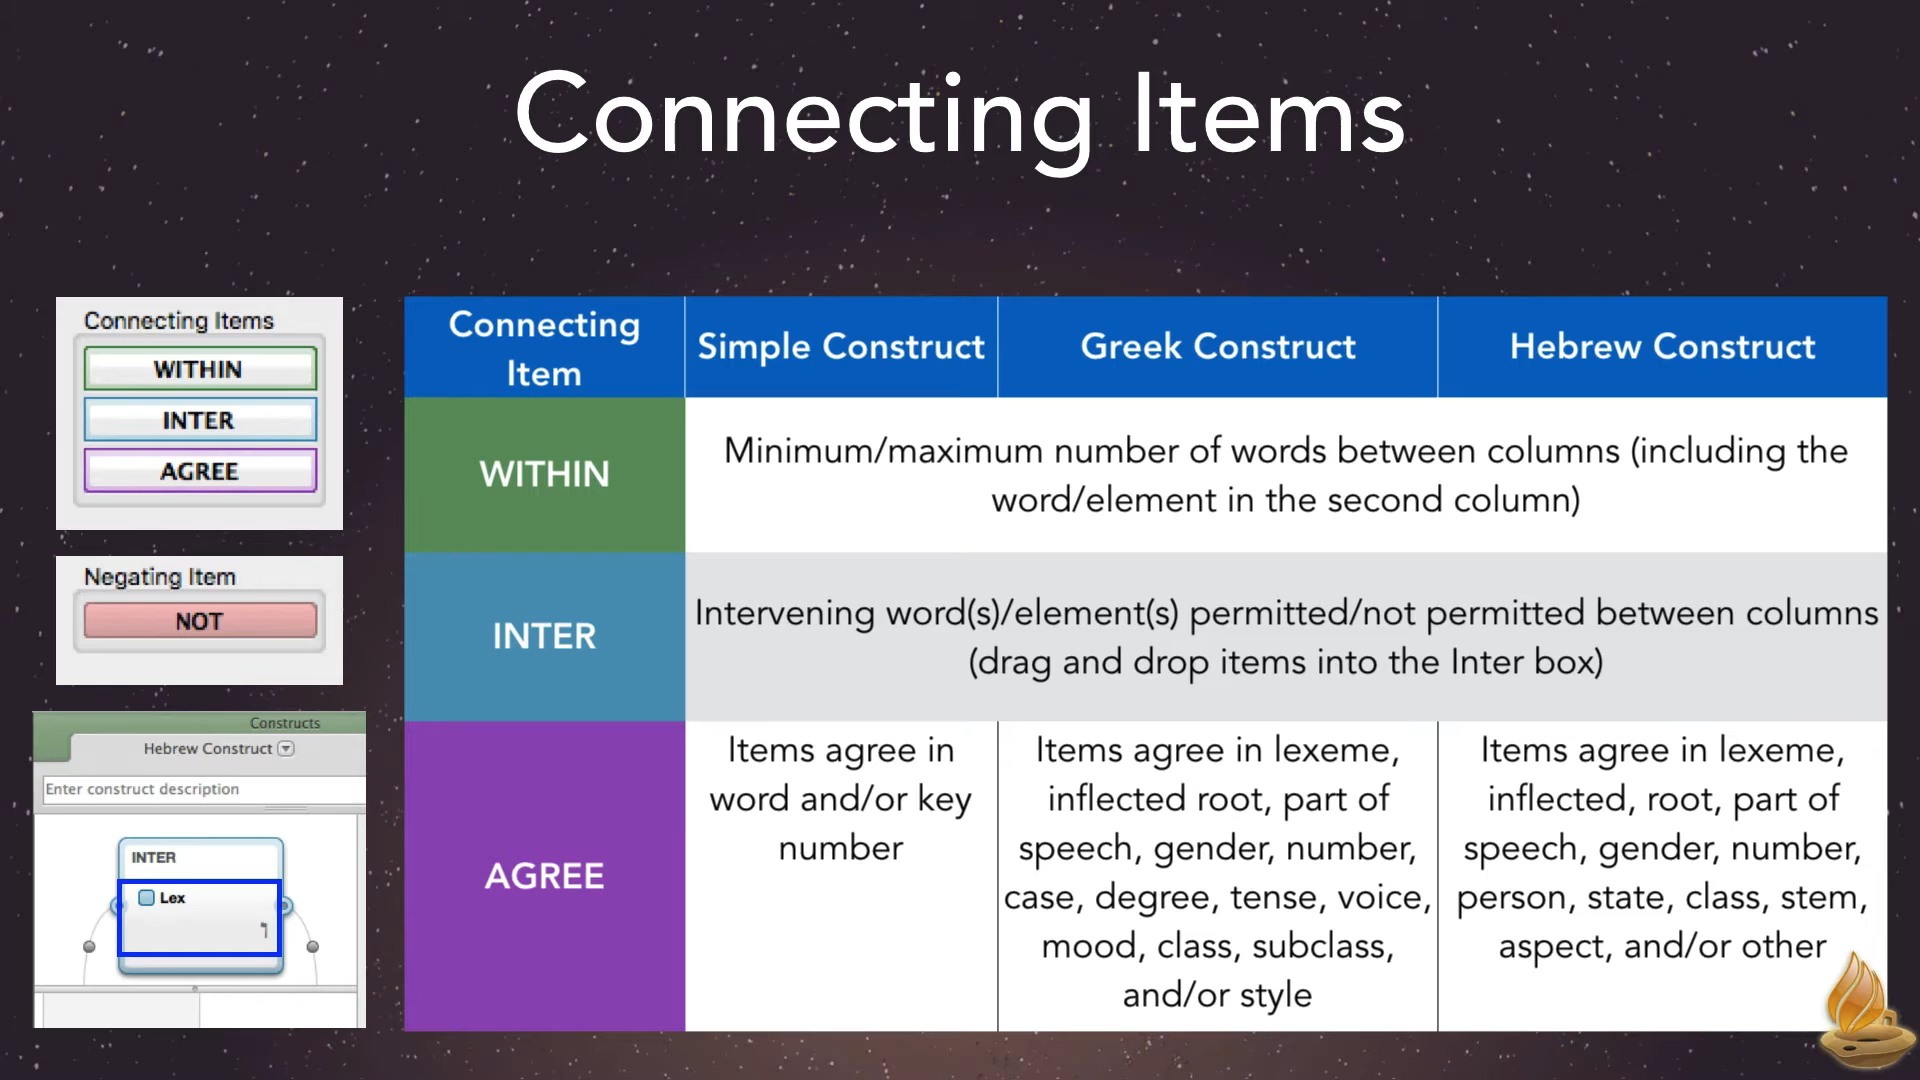 Connecting Items
Connecting Items
WITHIN
INTER
AGREE
Negating Item
NOT
Constructs
Hebrew Construct
Enter construct description
INTER
Lex
ו
Connecting
Item
Simple Construct
Greek Construct
Hebrew Construct
WITHIN
Minimum/maximum number of words between columns (including the
word/element in the second column)
INTER
Intervening word(s)/element(s) permitted/not permitted between columns
(drag and drop items into the Inter box)
AGREE
Items agree in
word and/or key
number
Items agree in lexeme,
inflected root, part of
speech, gender, number,
case, degree, tense, voice,
mood, class, subclass,
and/or style
Items agree in lexeme,
inflected, root, part of
speech, gender, number,
person, state, class, stem,
aspect, and/or other